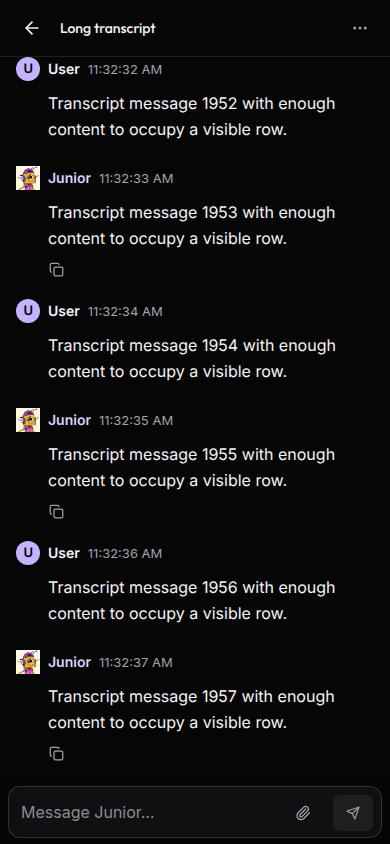 Long transcript
U User 11:32:32 AM
Transcript message 1952 with enough
content to occupy a visible row.
Junior 11:32:33 AM
Transcript message 1953 with enough
content to occupy a visible row.
U User 11:32:34 AM
Transcript message 1954 with enough
content to occupy a visible row.
Junior 11:32:35 AM
Transcript message 1955 with enough
content to occupy a visible row.
U User 11:32:36 AM
Transcript message 1956 with enough
content to occupy a visible row.
Junior 11:32:37 AM
Transcript message 1957 with enough
content to occupy a visible row.
Message Junior...